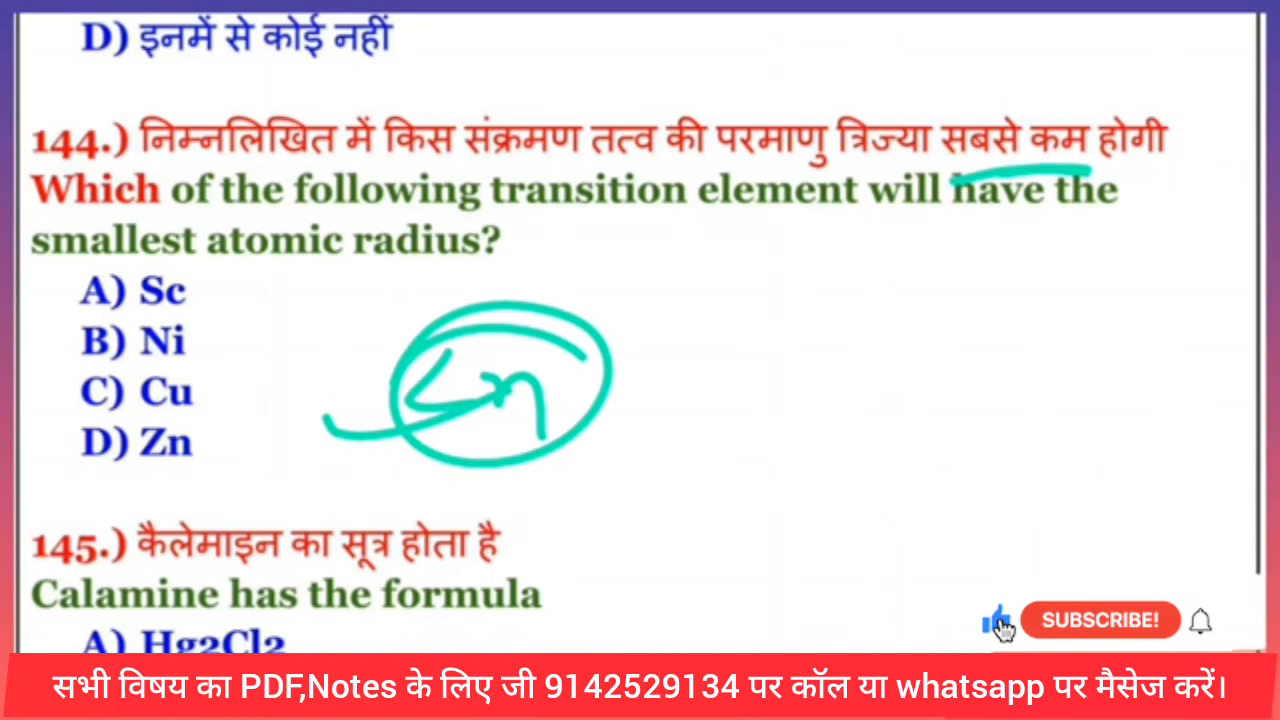 D) इनमें से कोई नहीं
144.) निम्नलिखित में किस संक्रमण तत्व की परमाणु त्रिज्या सबसे कम होगी
Which of the following transition element will have the
smallest atomic radius?
A) Sc
B) Ni
C) Cu
D) Zn
Zn
145.) कैलेमाइन का सूत्र होता है
Calamine has the formula
A) Hg2Cl2
SUBSCRIBE!
सभी विषय का PDF,Notes के लिए जी 9142529134 पर कॉल या whatsapp पर मैसेज करें।